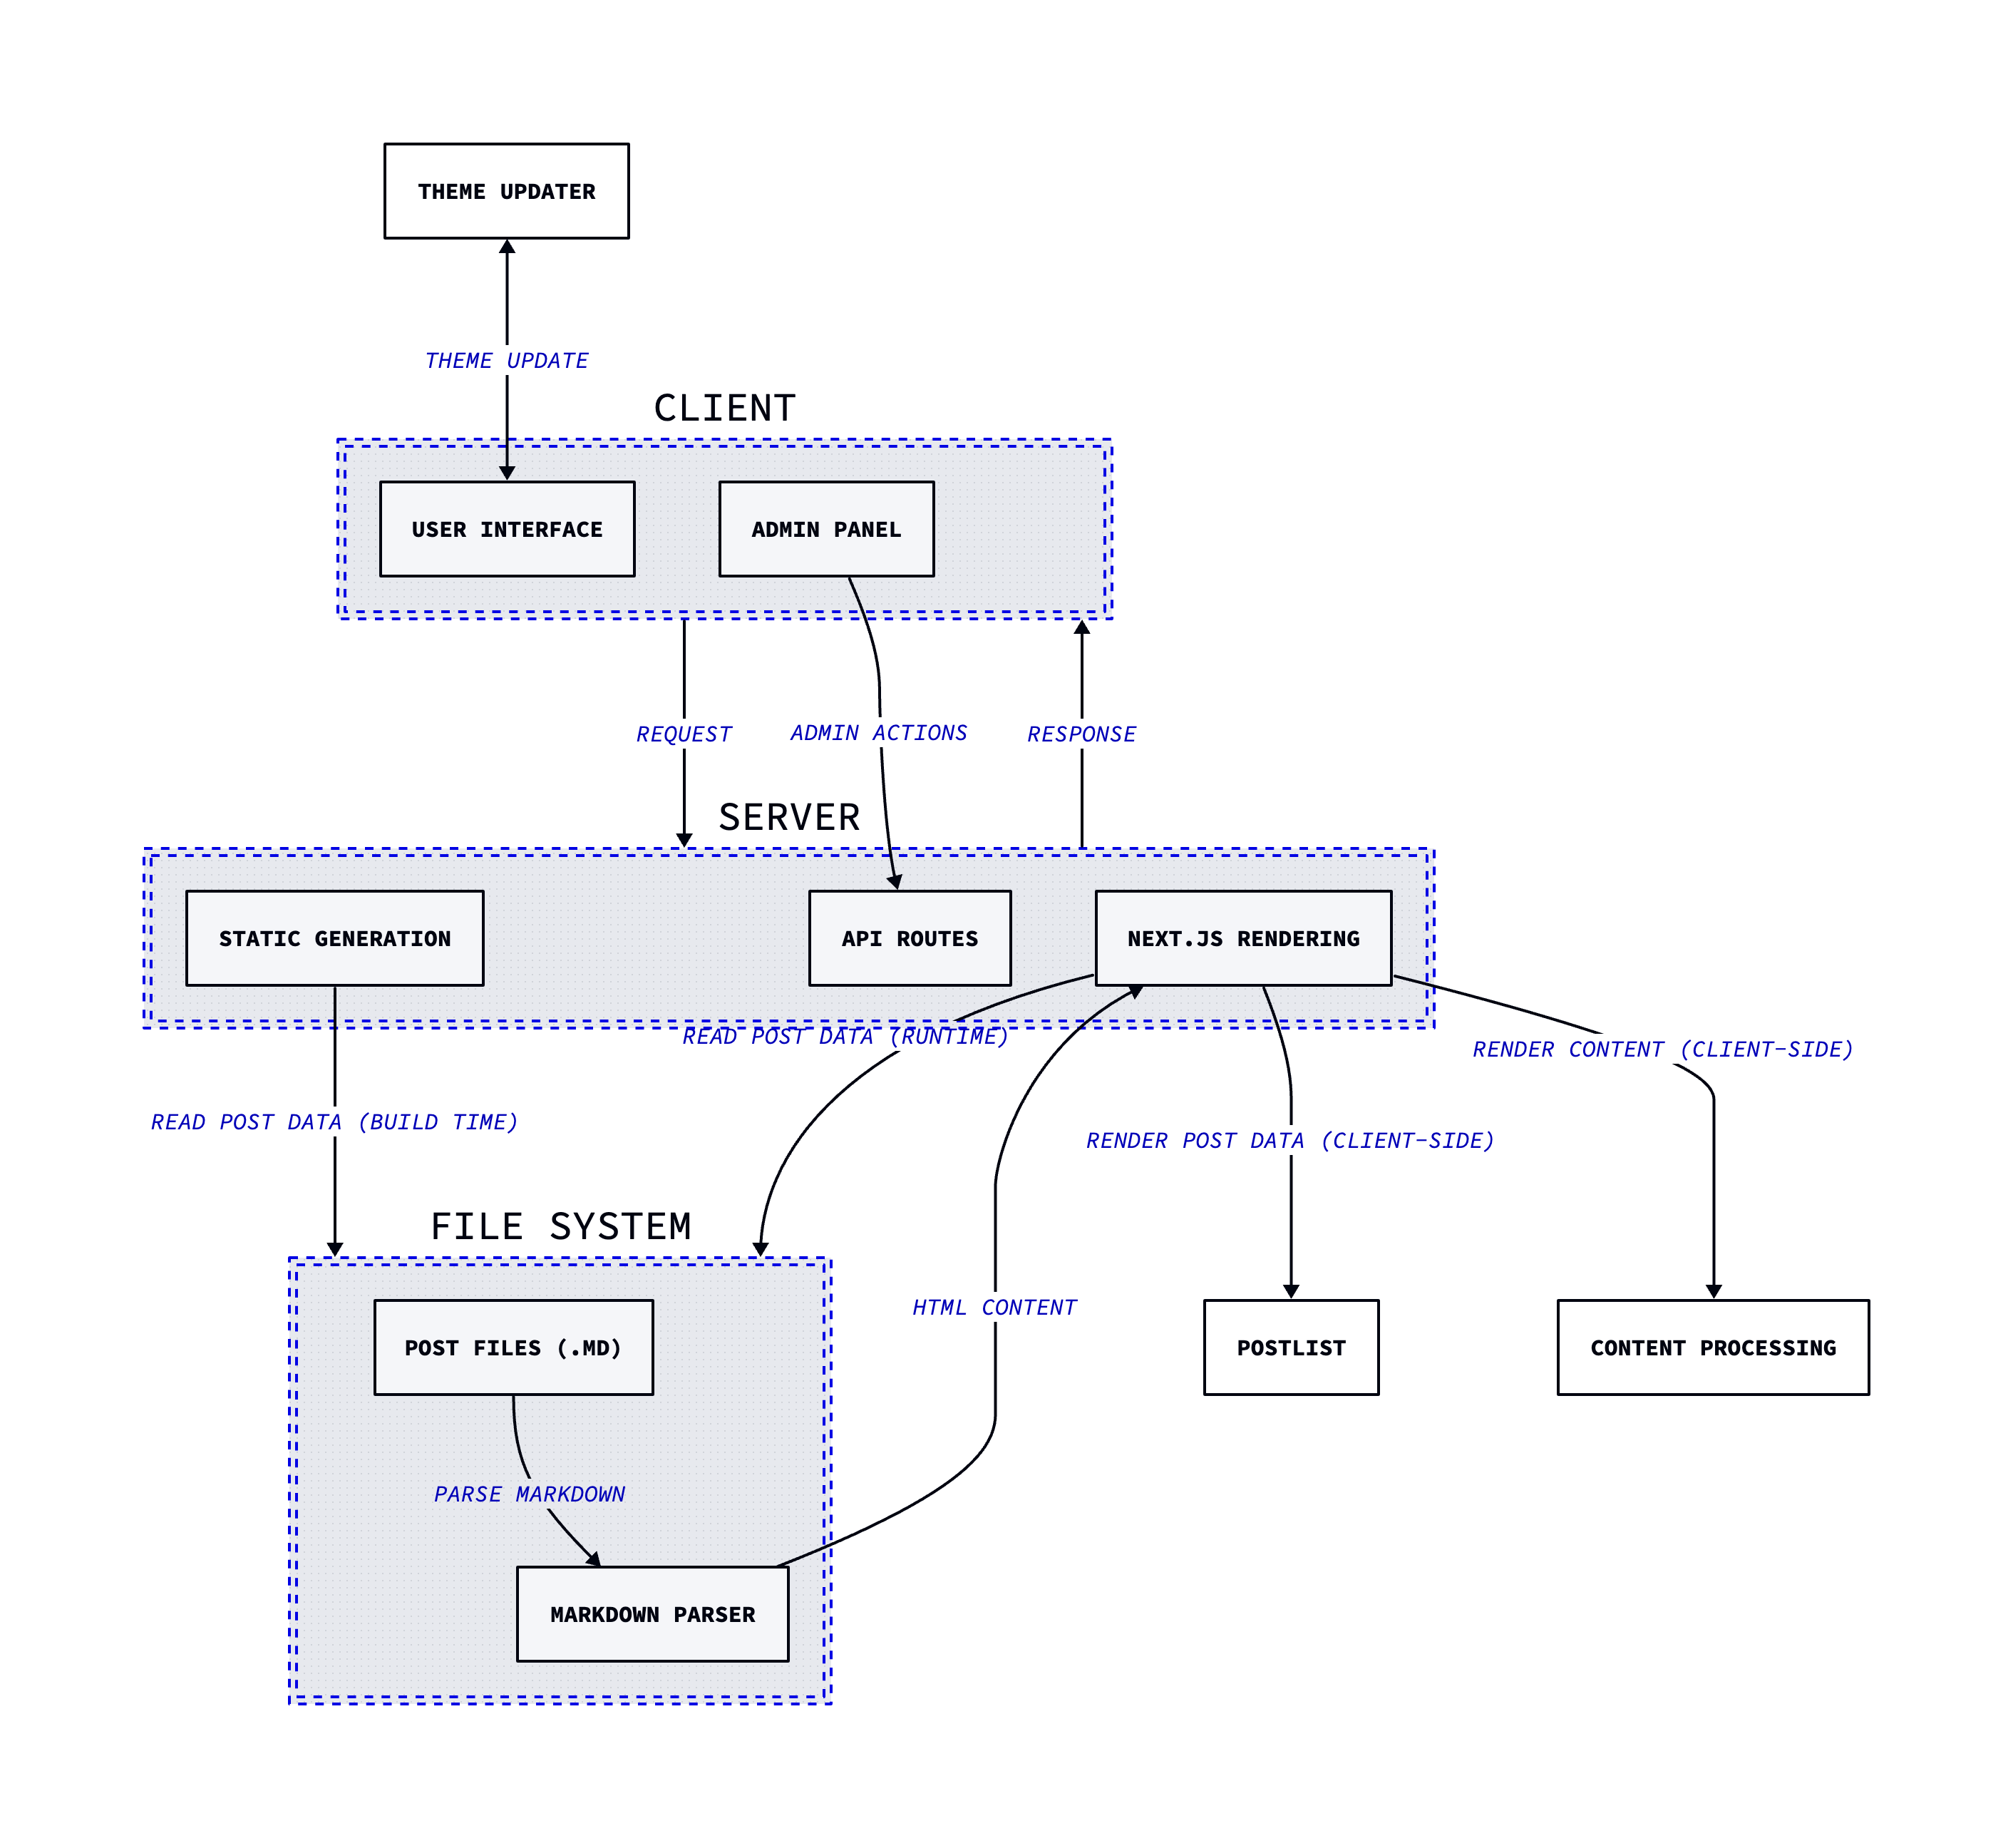 THEME UPDATER
THEME UPDATE
CLIENT
USER INTERFACE
ADMIN PANEL
REQUEST
ADMIN ACTIONS
RESPONSE
SERVER
STATIC GENERATION
API ROUTES
NEXT.JS RENDERING
READ POST DATA (RUNTIME)
RENDER CONTENT (CLIENT-SIDE)
READ POST DATA (BUILD TIME)
RENDER POST DATA (CLIENT-SIDE)
FILE SYSTEM
HTML CONTENT
POST FILES (.MD)
POSTLIST
CONTENT PROCESSING
PARSE MARKDOWN
MARKDOWN PARSER